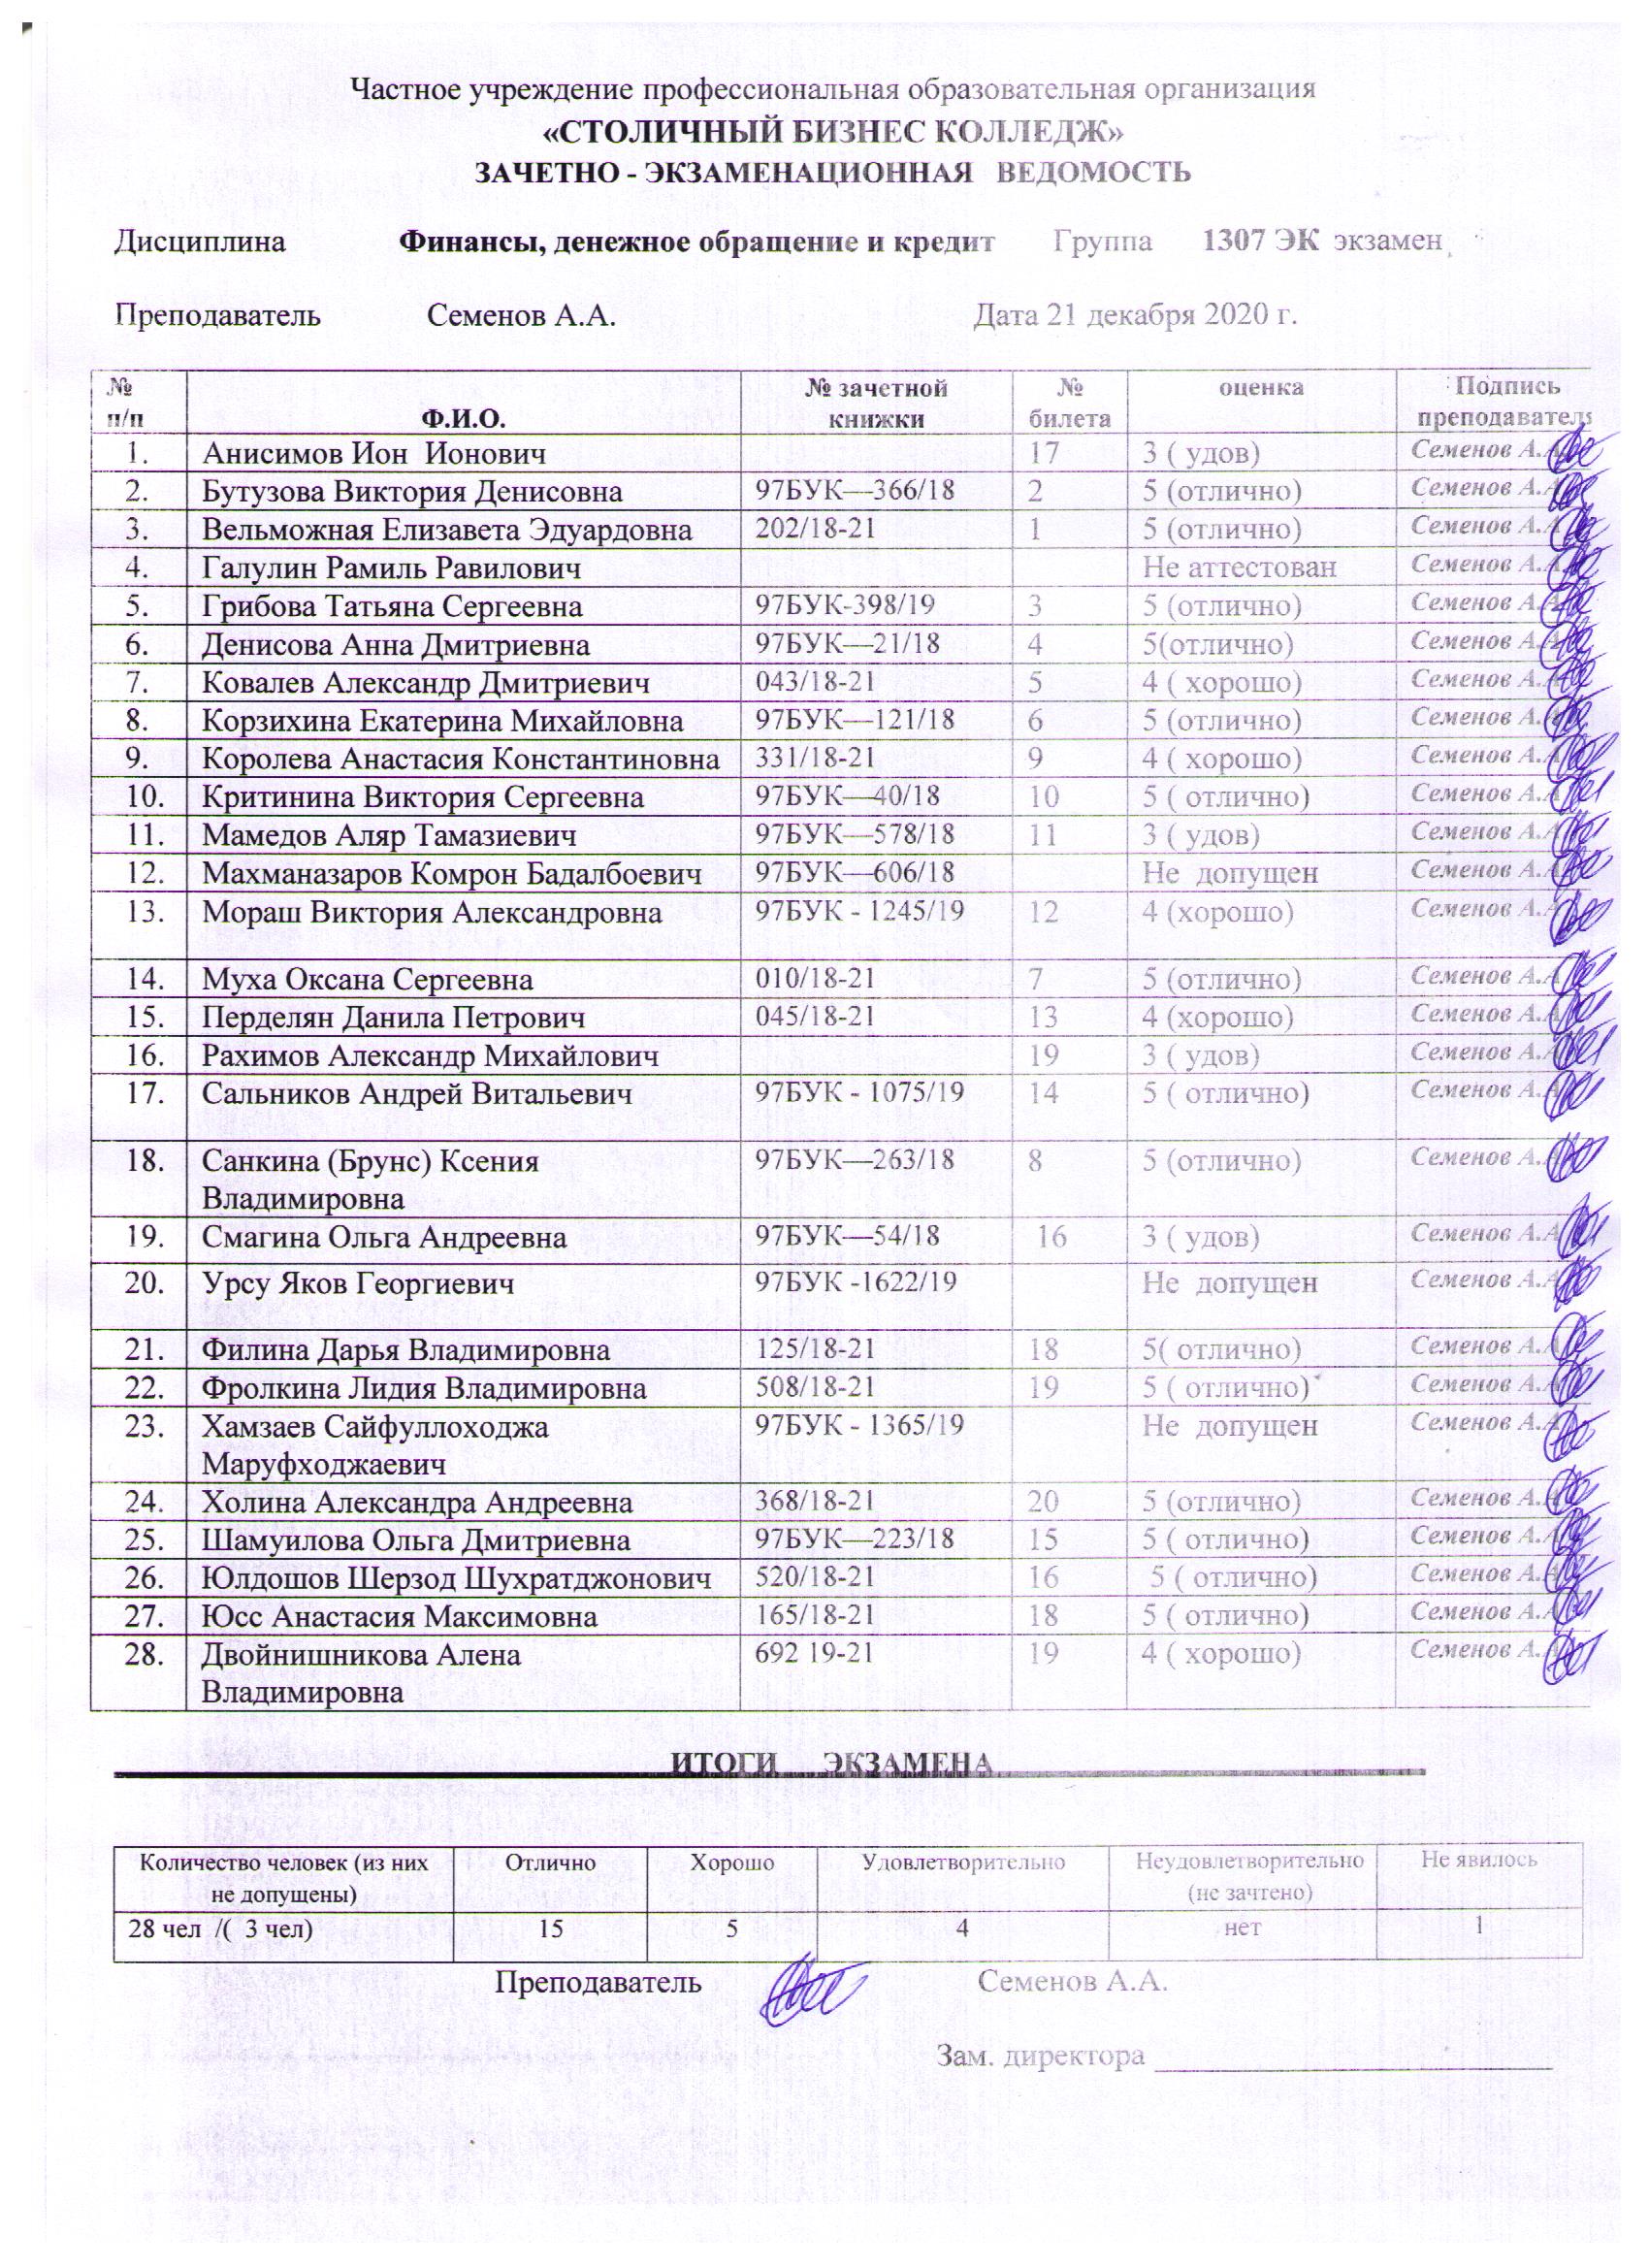 Частное учреждение профессиональная образовательная организация
«СТОЛИЧНЫЙ БИЗНЕС КОЛЛЕДЖ»
ЗАЧЕТНО - ЭКЗАМЕНАЦИОННАЯ ВЕДОМОСТЬ
Дисциплина Финансы, денежное обращение и кредит Группа 1307 ЭК экзамен
Преподаватель Семенов А.А. Дата 21 декабря 2020 г.
№ п/п Ф.И.О. № зачетной книжки № билета оценка Подпись преподавателя
1. Анисимов Ион Ионович 17 3 ( удов) Семенов А.А.
2. Бутузова Виктория Денисовна 97БУК—366/18 2 5 (отлично) Семенов А.А.
3. Вельможная Елизавета Эдуардовна 202/18-21 1 5 (отлично) Семенов А.А.
4. Галулин Рамиль Равилович Не аттестован Семенов А.А.
5. Грибова Татьяна Сергеевна 97БУК-398/19 3 5 (отлично) Семенов А.А.
6. Денисова Анна Дмитриевна 97БУК—21/18 4 5(отлично) Семенов А.А.
7. Ковалев Александр Дмитриевич 043/18-21 5 4 ( хорошо) Семенов А.А.
8. Корзихина Екатерина Михайловна 97БУК—121/18 6 5 (отлично) Семенов А.А.
9. Королева Анастасия Константиновна 331/18-21 9 4 ( хорошо) Семенов А.А.
10. Критинина Виктория Сергеевна 97БУК—40/18 10 5 ( отлично) Семенов А.А.
11. Мамедов Аляр Тамазиевич 97БУК—578/18 11 3 ( удов) Семенов А.А.
12. Махманазаров Комрон Бадалбоевич 97БУК—606/18 Не допущен Семенов А.А.
13. Мораш Виктория Александровна 97БУК - 1245/19 12 4 (хорошо) Семенов А.А.
14. Муха Оксана Сергеевна 010/18-21 7 5 (отлично) Семенов А.А.
15. Перделян Данила Петрович 045/18-21 13 4 (хорошо) Семенов А.А.
16. Рахимов Александр Михайлович 19 3 ( удов) Семенов А.А.
17. Сальников Андрей Витальевич 97БУК - 1075/19 14 5 ( отлично) Семенов А.А.
18. Санкина (Брунс) Ксения 97БУК—263/18 8 5 (отлично) Семенов А.А.
Владимировна
19. Смагина Ольга Андреевна 97БУК—54/18 16 3 ( удов) Семенов А.А.
20. Урсу Яков Георгиевич 97БУК -1622/19 Не допущен Семенов А.А.
21. Филина Дарья Владимировна 125/18-21 18 5( отлично) Семенов А.А.
22. Фролкина Лидия Владимировна 508/18-21 19 5 ( отлично) Семенов А.А.
23. Хамзаев Сайфуллоходжа 97БУК - 1365/19 Не допущен Семенов А.А.
Маруфходжаевич
24. Холина Александра Андреевна 368/18-21 20 5 (отлично) Семенов А.А.
25. Шамуилова Ольга Дмитриевна 97БУК—223/18 15 5 ( отлично) Семенов А.А.
26. Юлдошов Шерзод Шухратджонович 520/18-21 16 5 ( отлично) Семенов А.А.
27. Юсс Анастасия Максимовна 165/18-21 18 5 ( отлично) Семенов А.А.
28. Двойнишникова Алена 692 19-21 19 4 ( хорошо) Семенов А.А.
Владимировна
ИТОГИ ЭКЗАМЕНА
Количество человек (из них Отлично Хорошо Удовлетворительно Неудовлетворительно Не явилось
не допущены) (не зачтено)
28 чел /( 3 чел) 15 5 4 нет 1
Преподаватель Семенов А.А.
Зам. директора